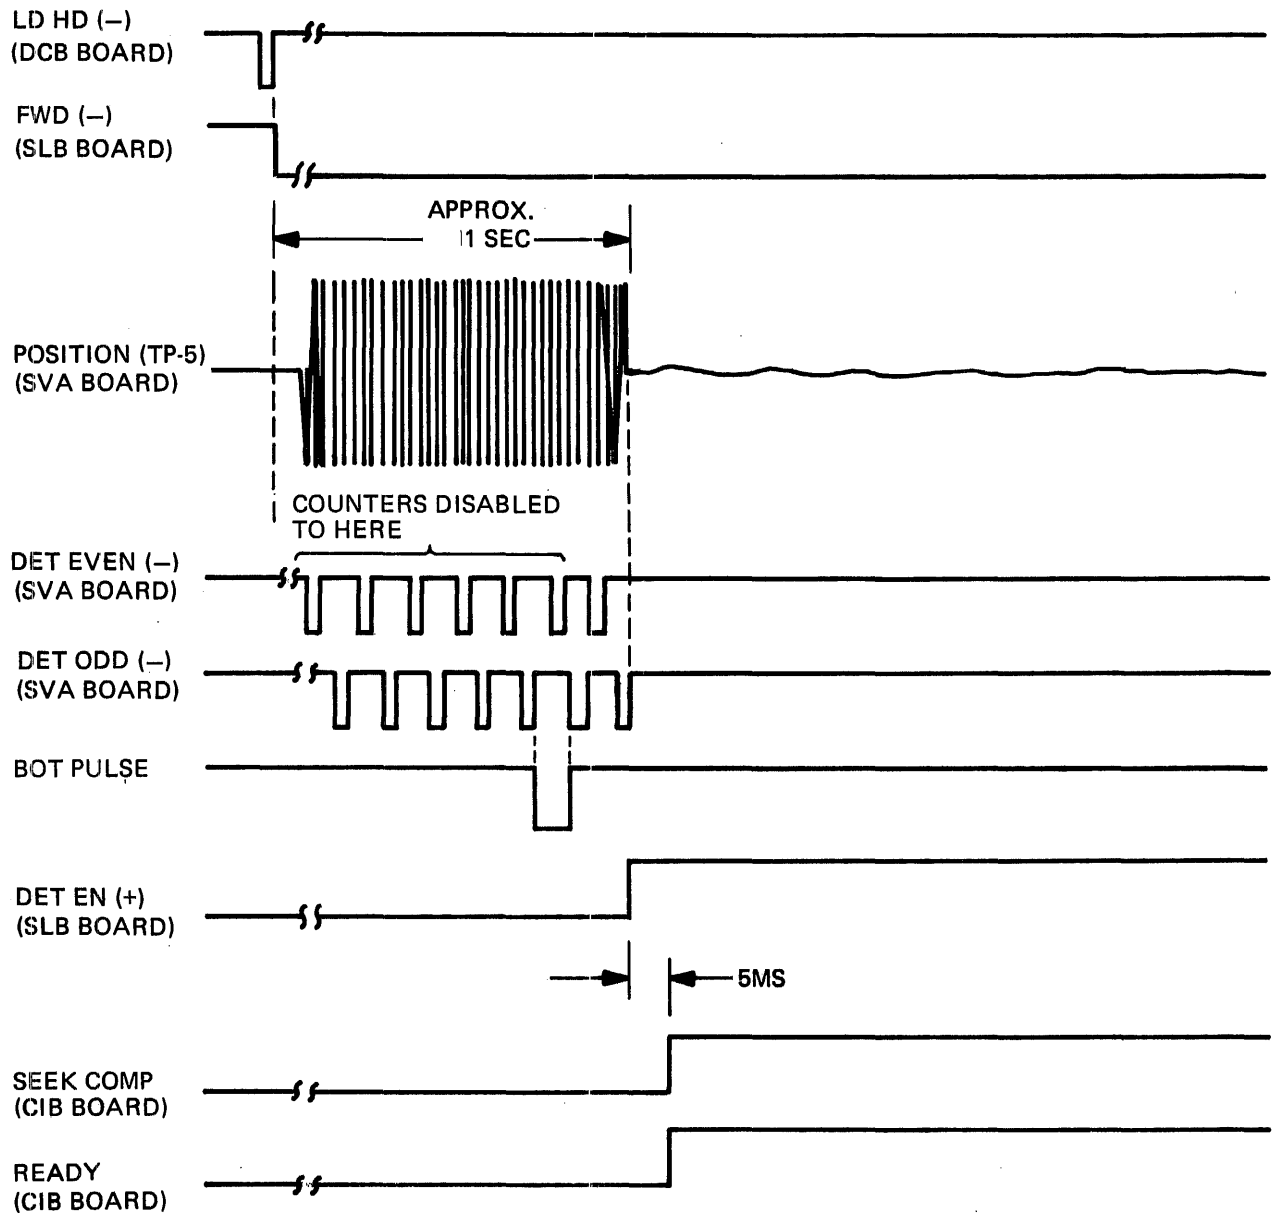 LD HD (—)
(DCB BOARD)
FWD (—)
(SLB BOARD)
APPROX.
1 SEC
POSITION (TP-5)
(SVA BOARD)
COUNTERS DISABLED
TO HERE
DET EVEN (—)
(SVA BOARD)
DET ODD (—)
(SVA BOARD)
BOT PULSE
DET EN (+)
(SLB BOARD)
5MS
SEEK COMP
(CIB BOARD)
READY
(CIB BOARD)